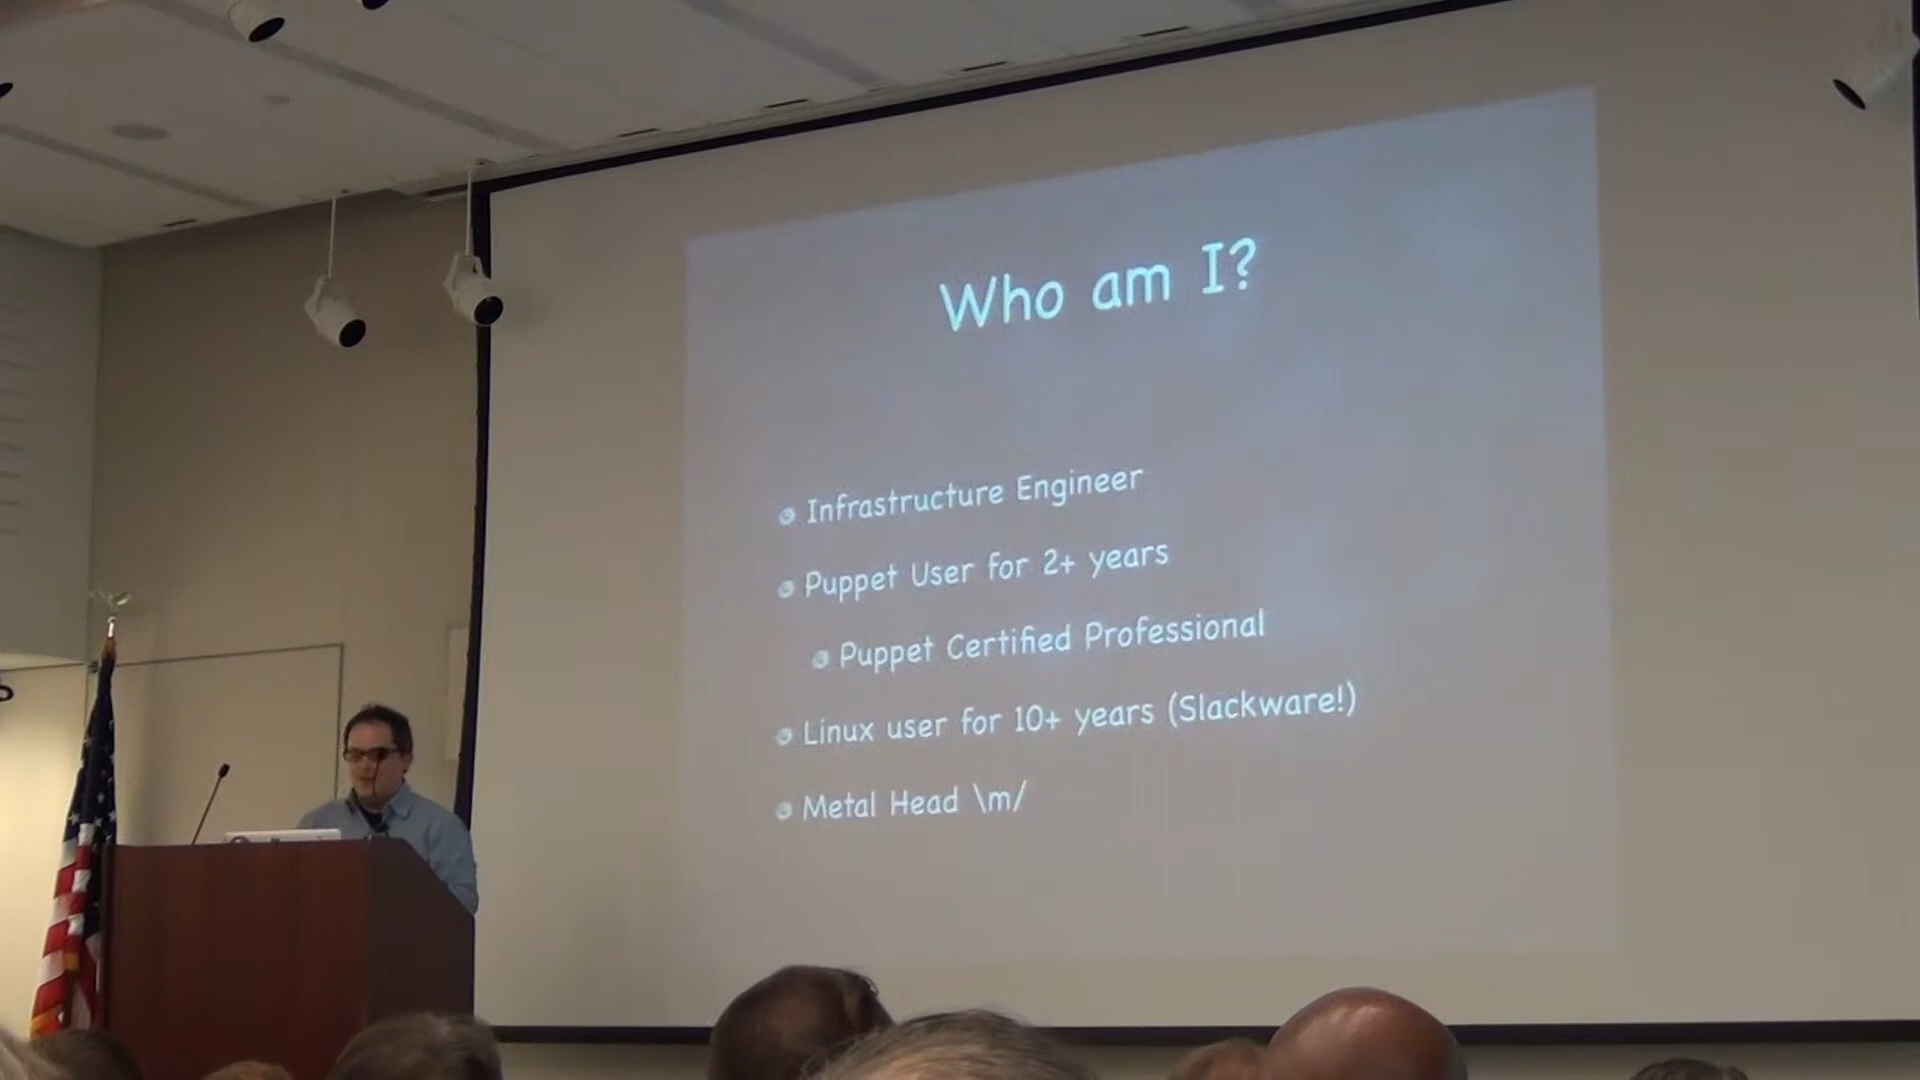 Who am I?
Infrastructure Engineer
Puppet User for 2+ years
Puppet Certified Professional
Linux user for 10+ years (Slackware!)
Metal Head \m/